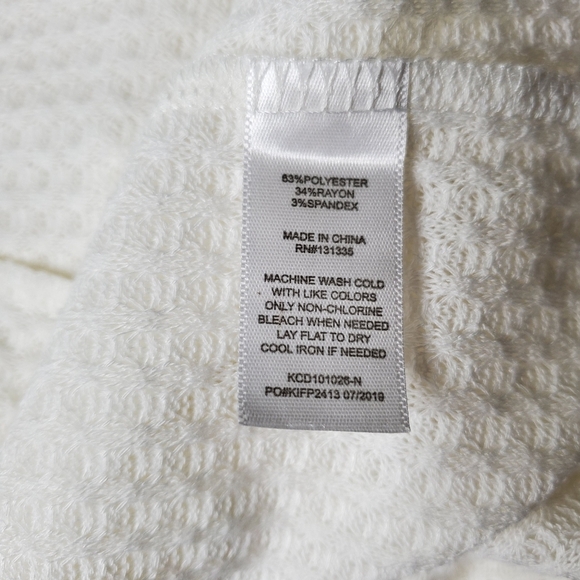 63%POLYESTER
34%RAYON
3%SPANDEX
MADE IN CHINA
RN#131335
MACHINE WASH COLD
WITH LIKE COLORS
ONLY NON-CHLORINE
BLEACH WHEN NEEDED
LAY FLAT TO DRY
COOL IRON IF NEEDED
KCD101026-N
PO#KIFP2413 07/2019